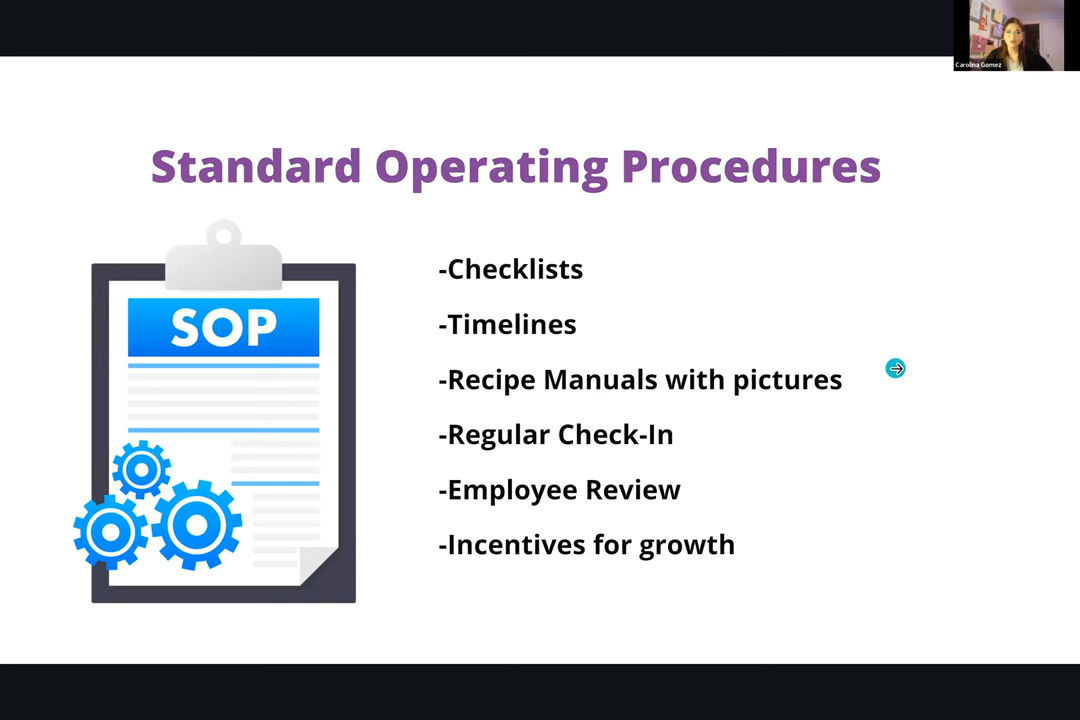 Carolina Gomez
Standard Operating Procedures
SOP
-Checklists
-Timelines
-Recipe Manuals with pictures
-Regular Check-In
-Employee Review
-Incentives for growth